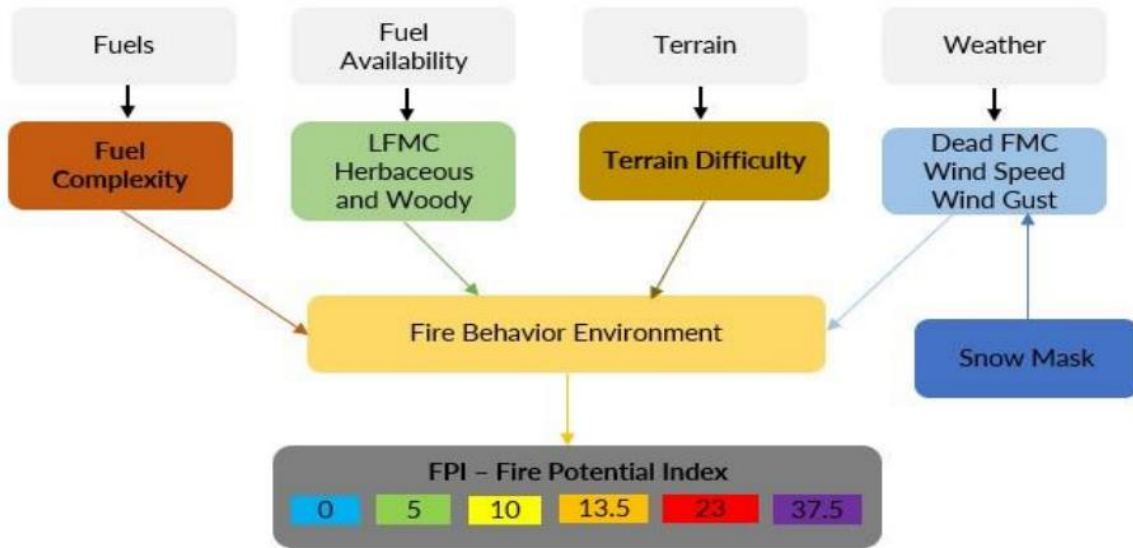 Fuels
Fuel
Availability
Terrain
Weather
Fuel
Complexity
LFMC
Herbaceous
and Woody
Terrain Difficulty
Dead FMC
Wind Speed
Wind Gust
Fire Behavior Environment
Snow Mask
FPI – Fire Potential Index
0 5 10 13.5 23 37.5